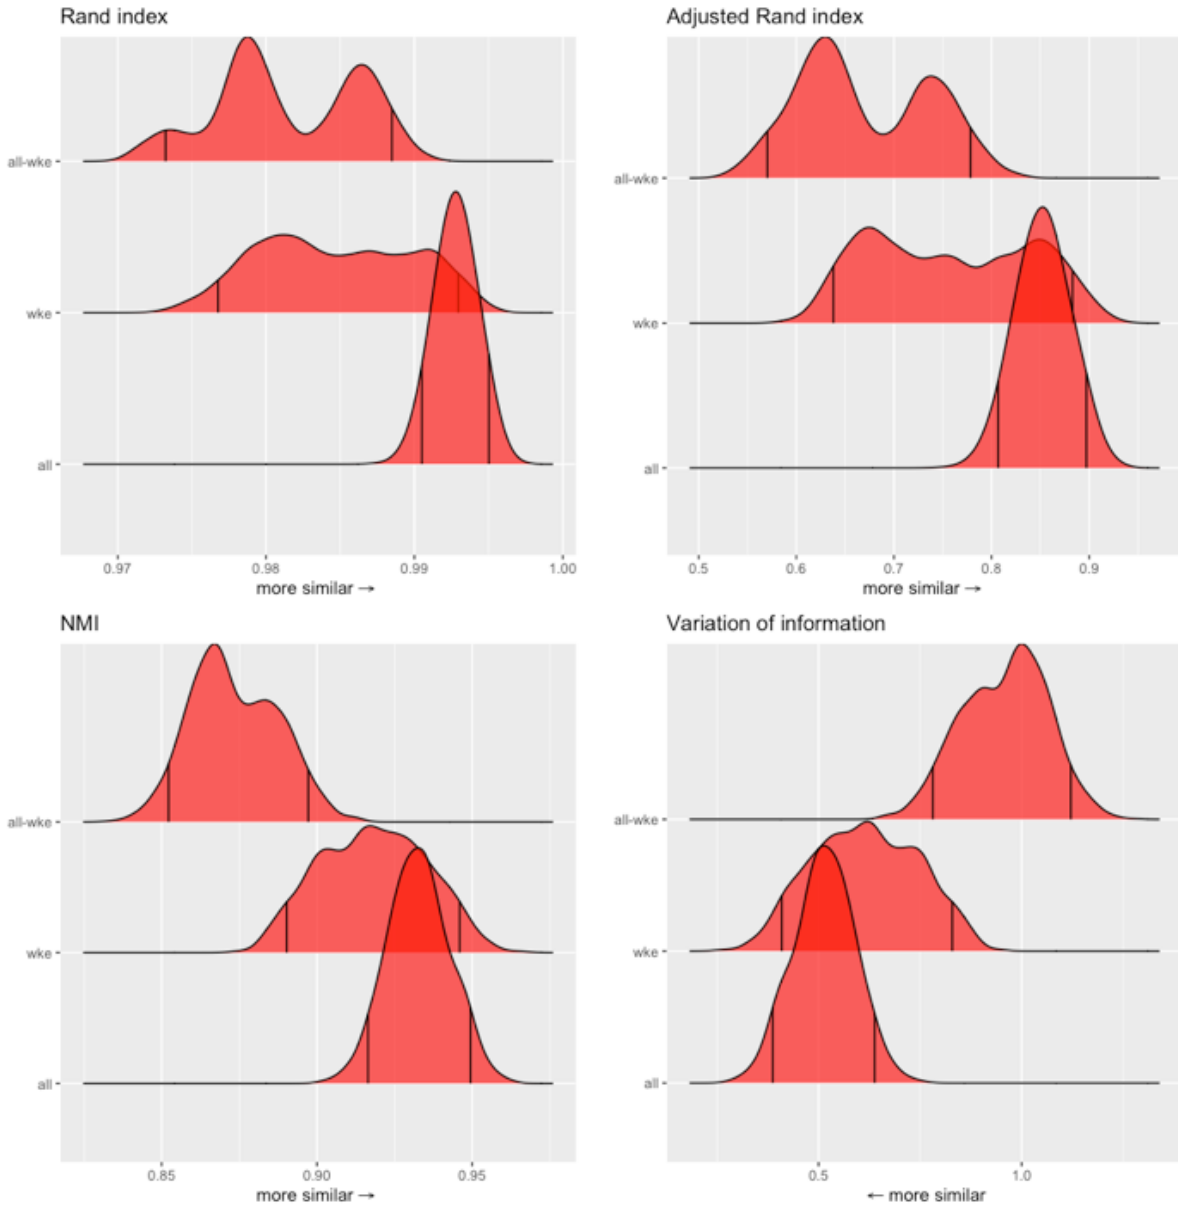 Rand index
all-wke
wke
all
0.97 0.98 0.99 1.00
more similar →
Adjusted Rand index
all-wke
wke
all
0.5 0.6 0.7 0.8 0.9
more similar →
NMI
all-wke
wke
all
0.85 0.90 0.95
more similar →
Variation of information
all-wke
wke
all
0.5 1.0
← more similar